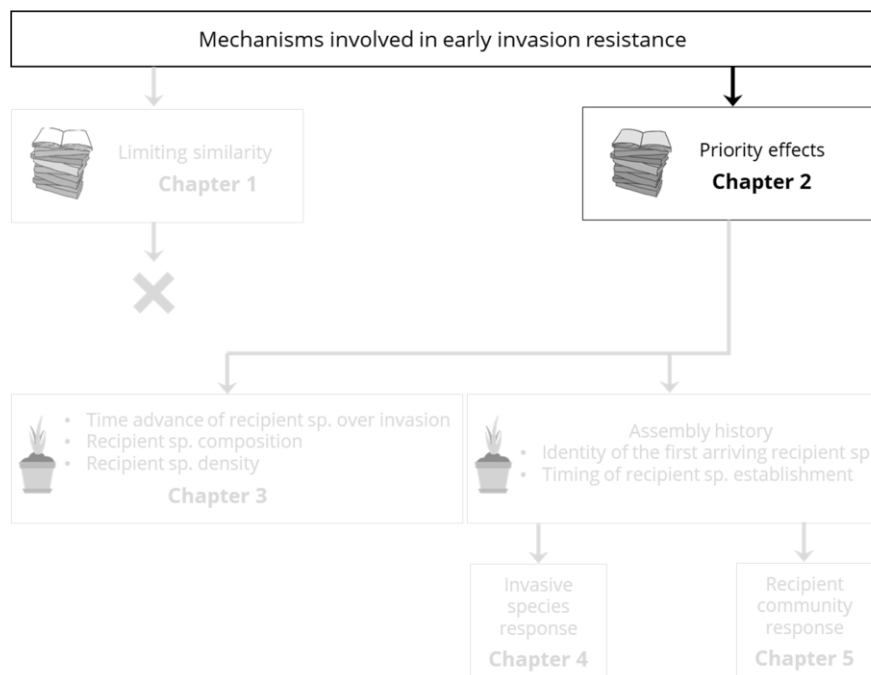 Mechanisms involved in early invasion resistance
Limiting similarity
Chapter 1
Priority effects
Chapter 2
• Time advance of recipient sp. over invasion
• Recipient sp. composition
• Recipient sp. density
Chapter 3
Assembly history
• Identity of the first arriving recipient sp
• Timing of recipient sp. establishment
Invasive
species
response
Chapter 4
Recipient
community
response
Chapter 5